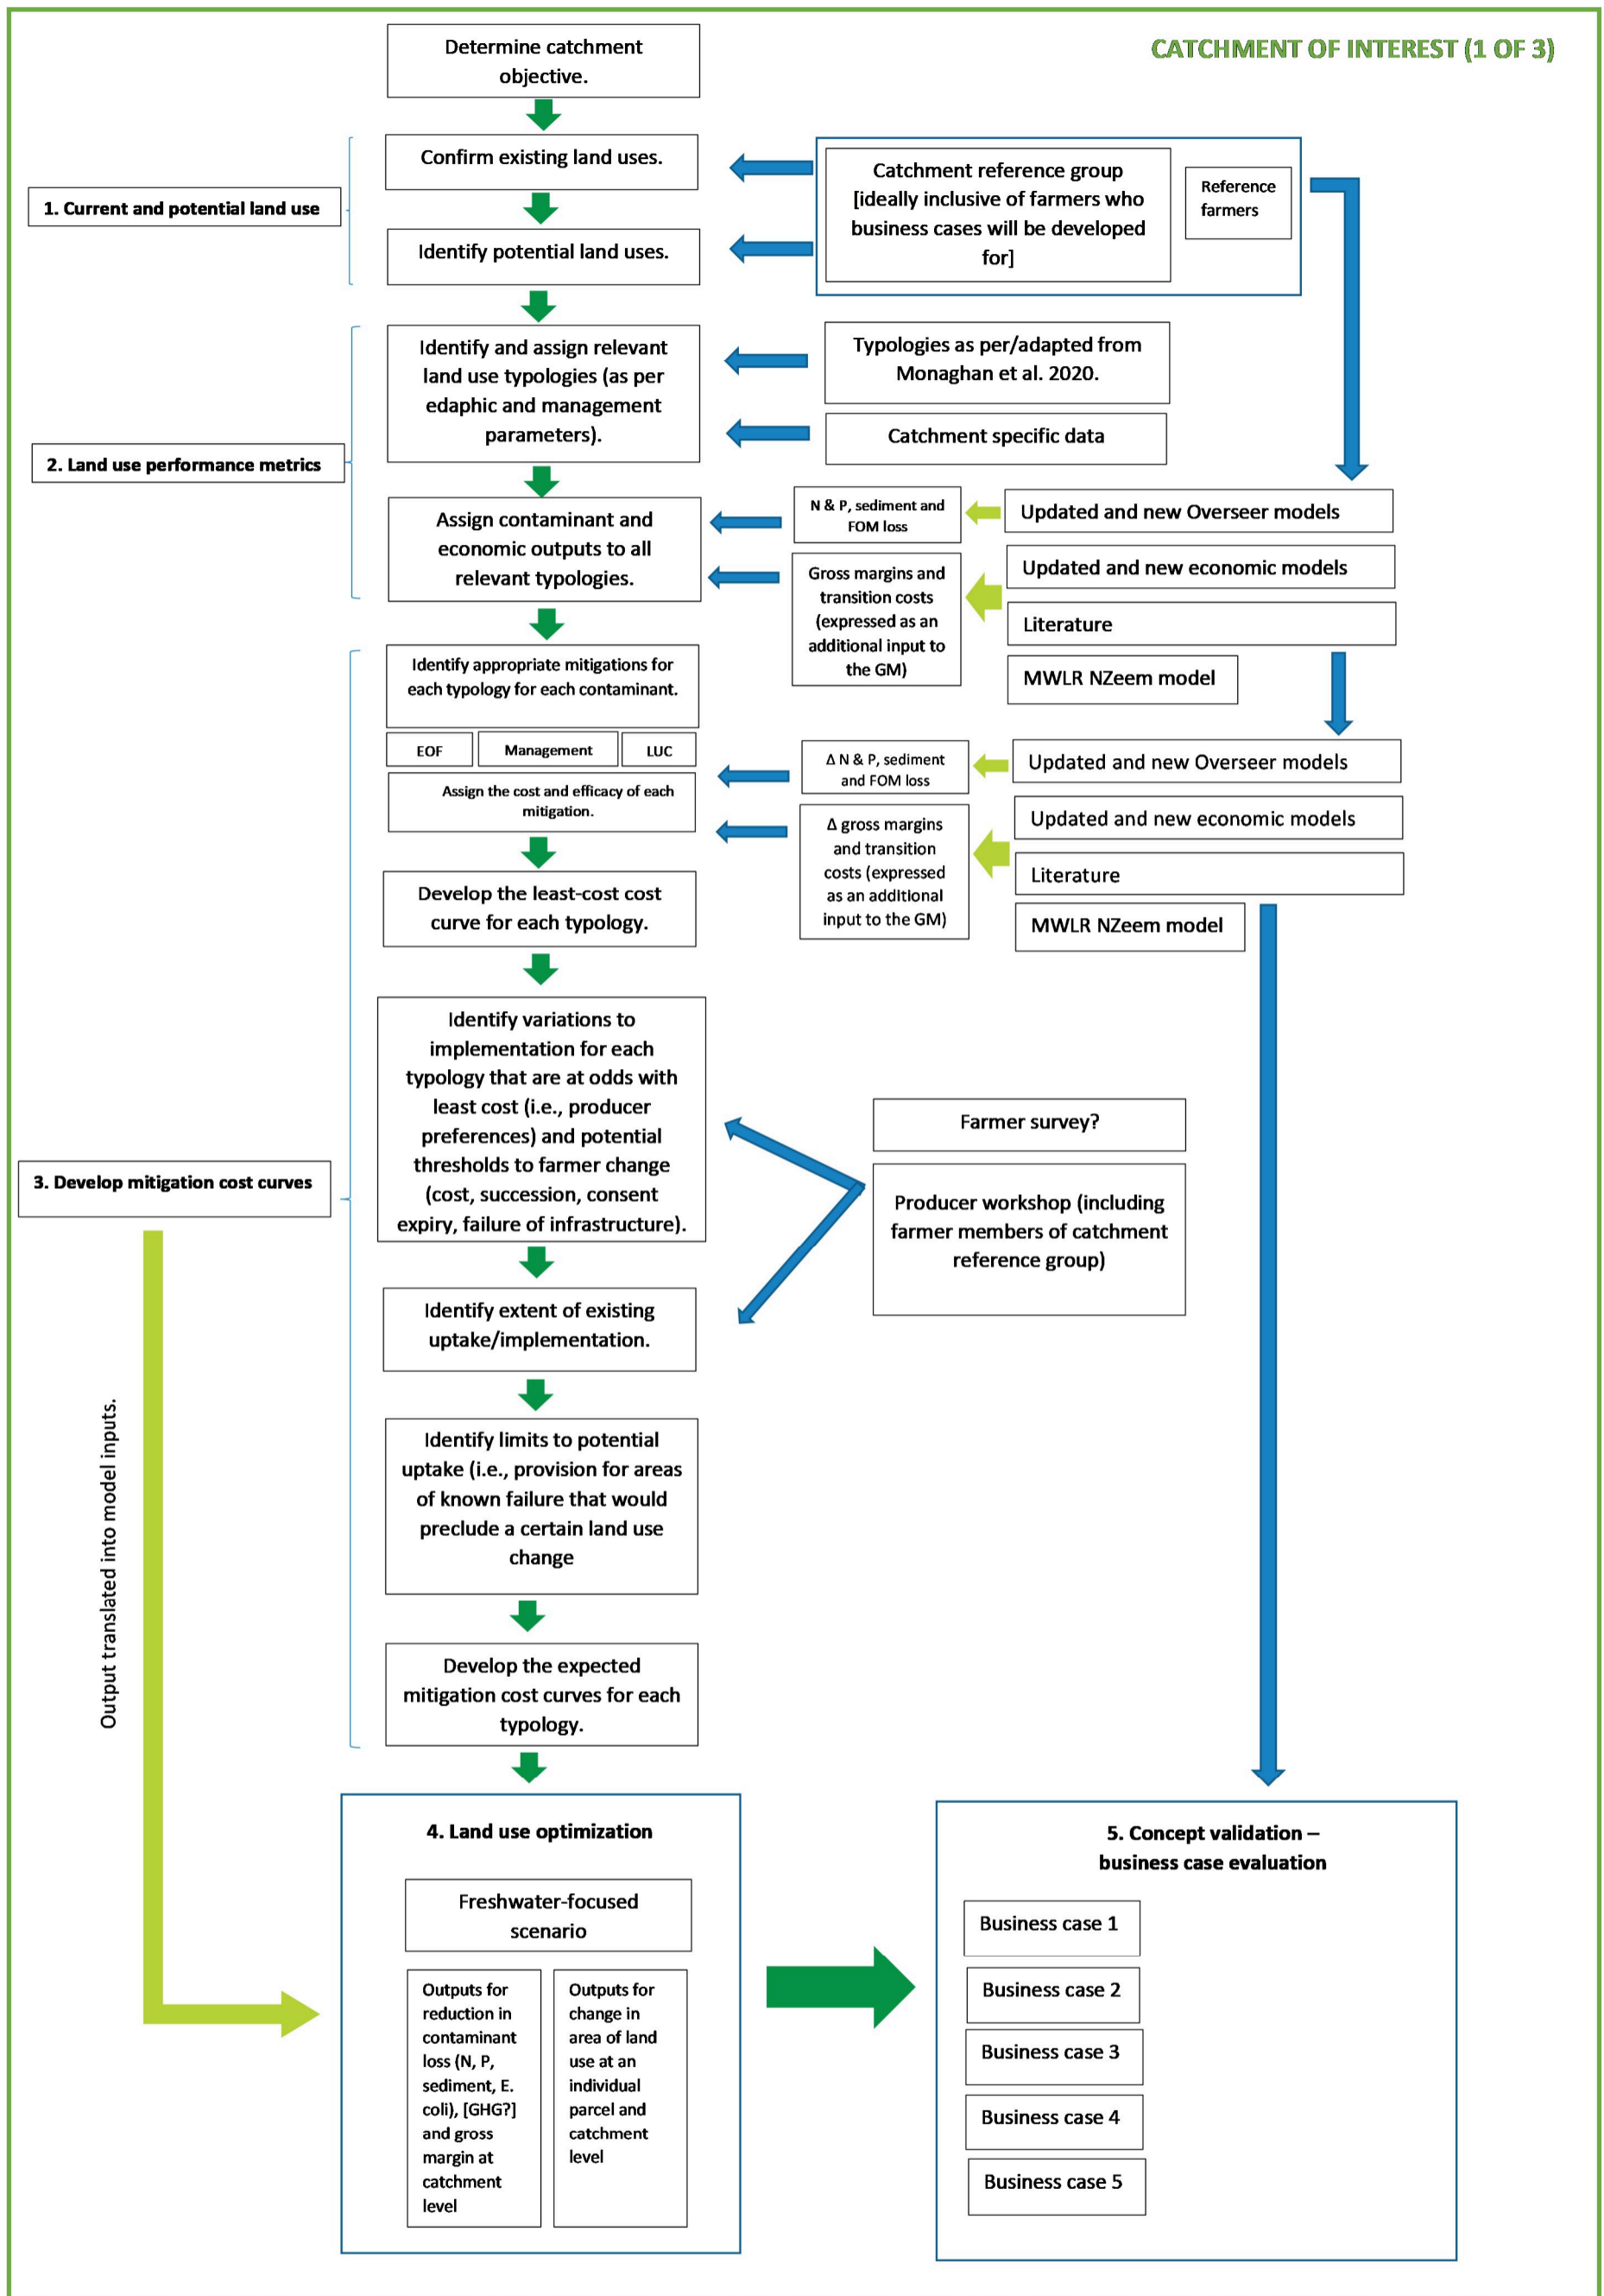 CATCHMENT OF INTEREST (1 OF 3)
Determine catchment
objective.
Confirm existing land uses.
1. Current and potential land use
Identify potential land uses.
Catchment reference group
[ideally inclusive of farmers who
business cases will be developed
for]
Reference
farmers
Identify and assign relevant
land use typologies (as per
edaphic and management
parameters).
Typologies as per/adapted from
Monaghan et al. 2020.
Catchment specific data
2. Land use performance metrics
Assign contaminant and
economic outputs to all
relevant typologies.
N & P, sediment and
FOM loss
Gross margins and
transition costs
(expressed as an
additional input to
the GM)
Updated and new Overseer models
Updated and new economic models
Literature
MWLR NZeem model
Identify appropriate mitigations for
each typology for each contaminant.
EOF
Management
LUC
Assign the cost and efficacy of each
mitigation.
Δ N & P, sediment
and FOM loss
Δ gross margins
and transition
costs (expressed
as an additional
input to the GM)
Updated and new Overseer models
Updated and new economic models
Literature
MWLR NZeem model
Develop the least-cost cost
curve for each typology.
Identify variations to
implementation for each
typology that are at odds with
least cost (i.e., producer
preferences) and potential
thresholds to farmer change
(cost, succession, consent
expiry, failure of infrastructure).
Farmer survey?
Producer workshop (including
farmer members of catchment
reference group)
3. Develop mitigation cost curves
Identify extent of existing
uptake/implementation.
Identify limits to potential
uptake (i.e., provision for areas
of known failure that would
preclude a certain land use
change
Develop the expected
mitigation cost curves for each
typology.
Output translated into model inputs.
4. Land use optimization
Freshwater-focused
scenario
Outputs for
reduction in
contaminant
loss (N, P,
sediment, E.
coli), [GHG?]
and gross
margin at
catchment
level
Outputs for
change in
area of land
use at an
individual
parcel and
catchment
level
5. Concept validation –
business case evaluation
Business case 1
Business case 2
Business case 3
Business case 4
Business case 5